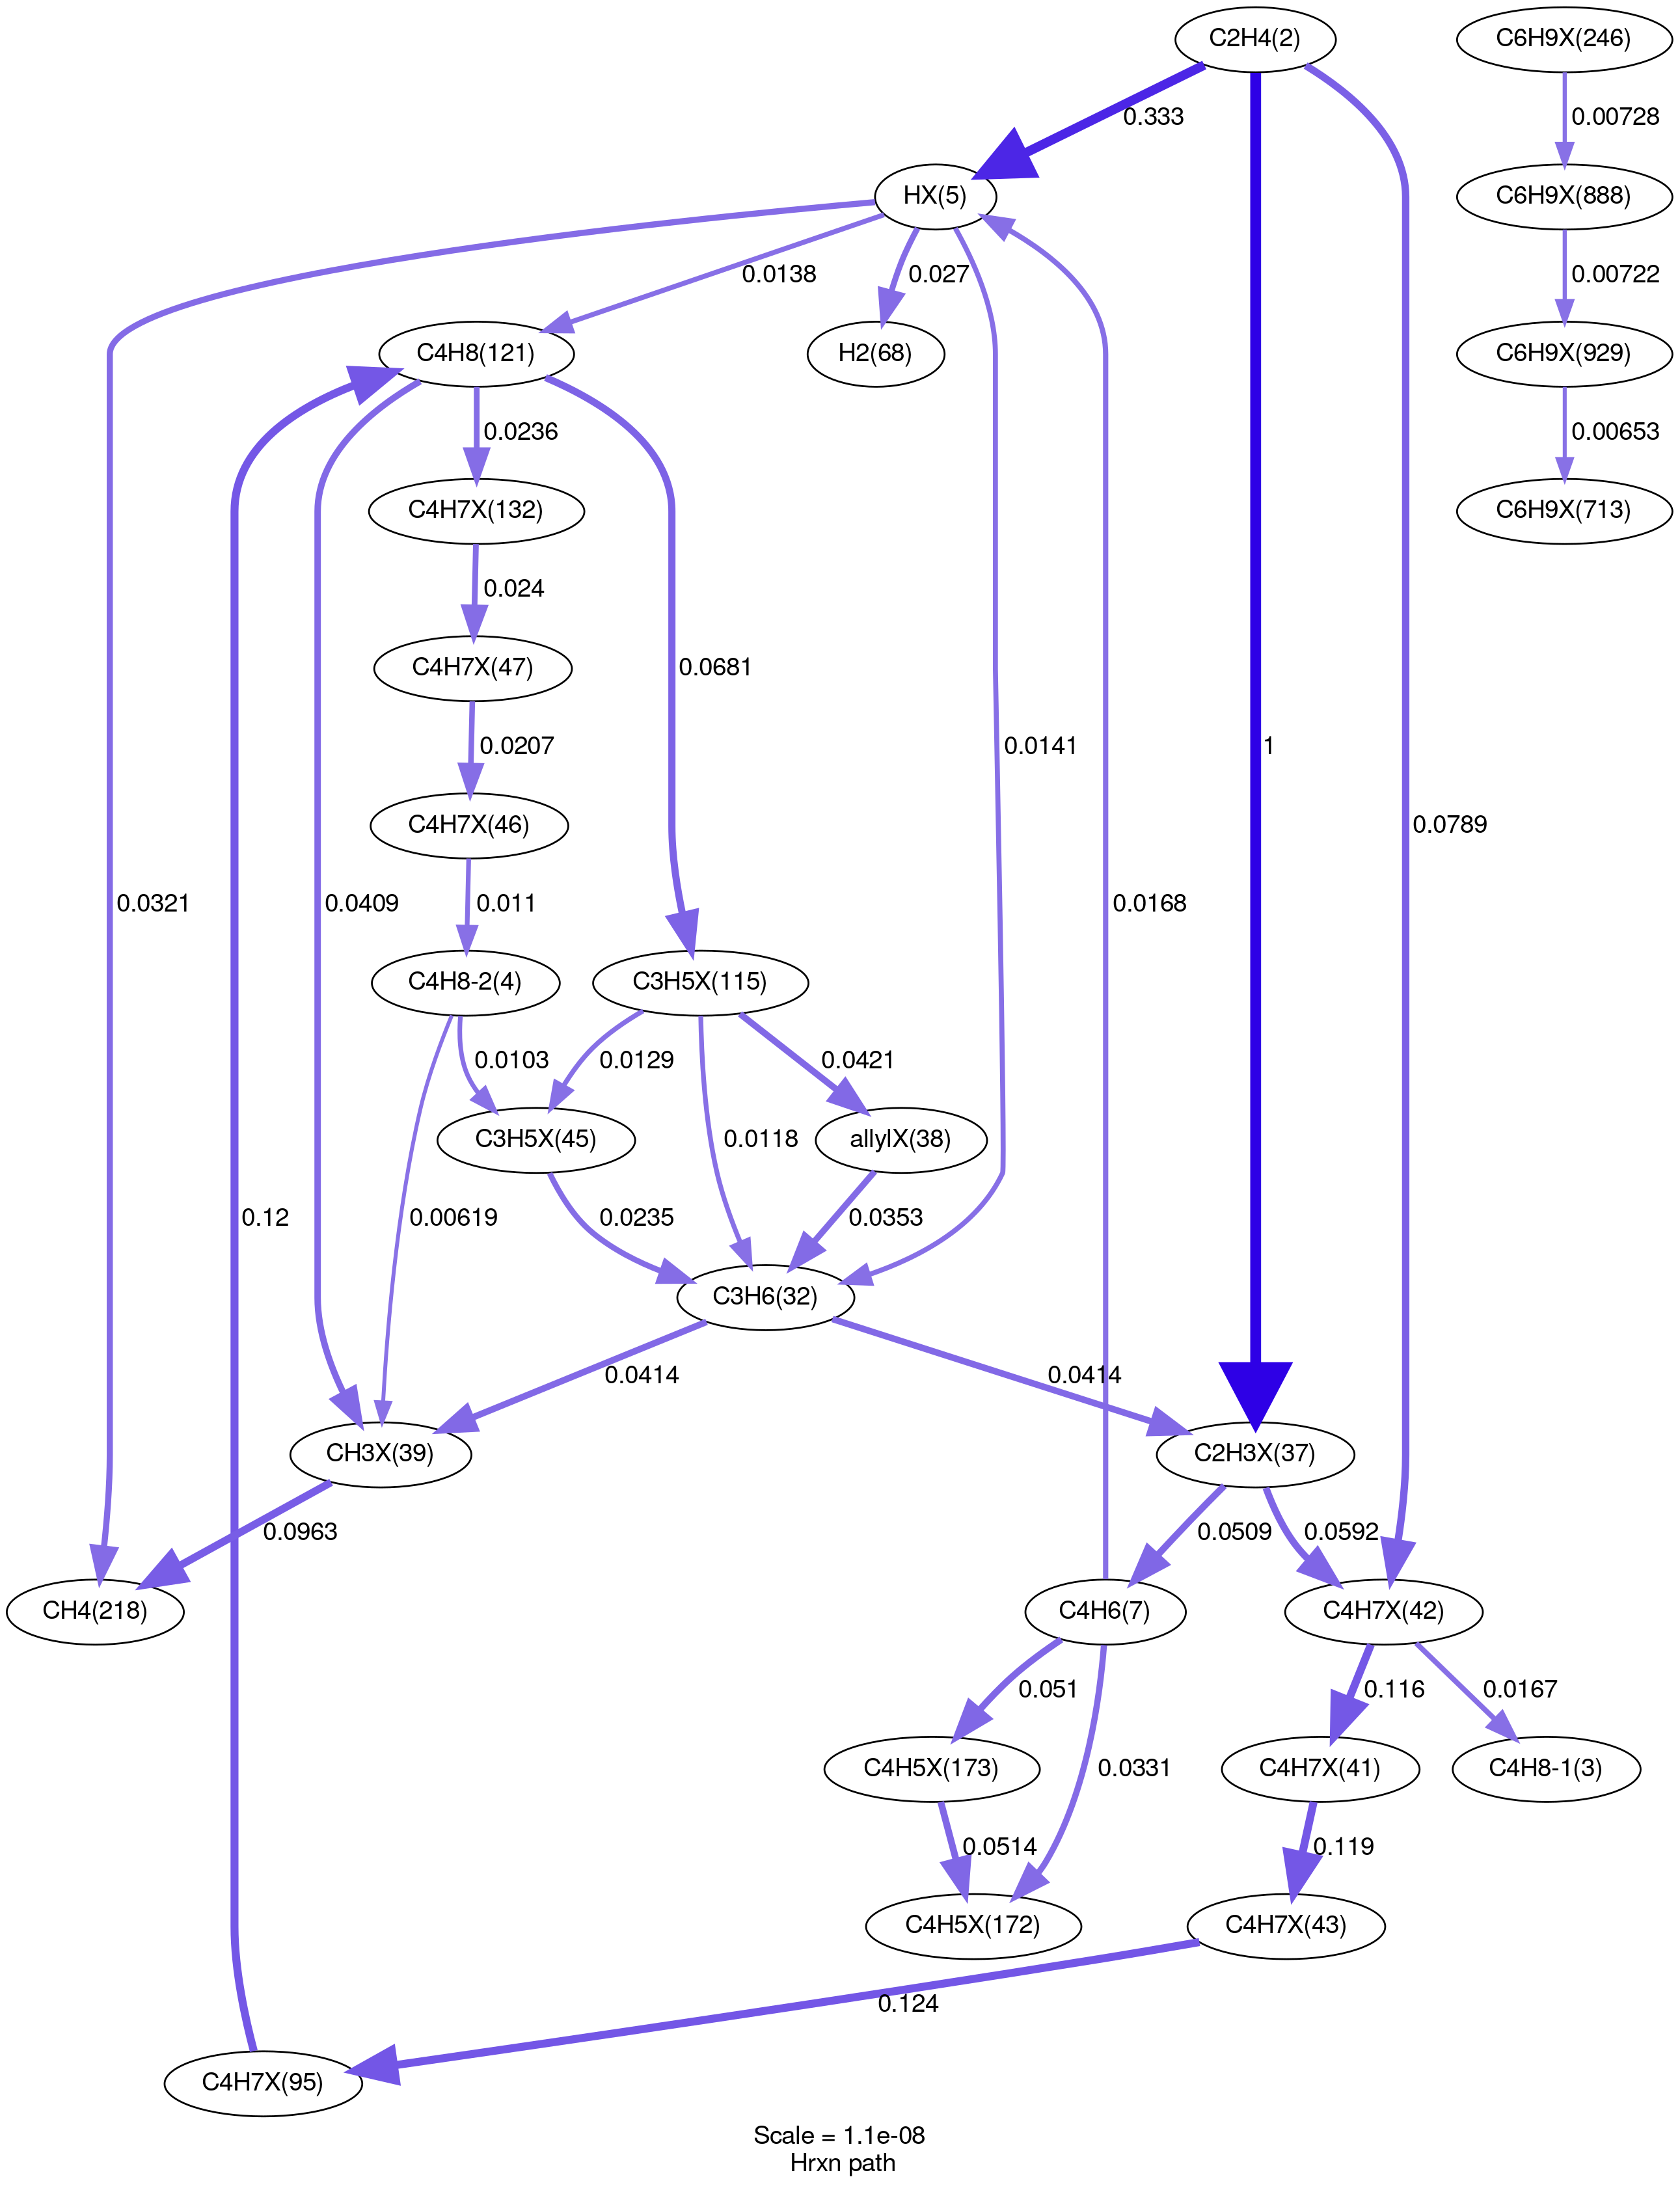 C2H4(2)
C6H9X(246)
0.333
0.00728
HX(5)
C6H9X(888)
0.0138
0.027
0.00722
C4H8(121)
H2(68)
C6H9X(929)
0.0236
0.00653
C4H7X(132)
C6H9X(713)
0.024
C4H7X(47)
0.0681
0.0207
0.0141
1
C4H7X(46)
0.0789
0.0321
0.0409
0.011
0.0168
C4H8-2(4)
C3H5X(115)
0.0103
0.0129
0.0421
C3H5X(45)
0.0118
allylX(38)
0.12
0.00619
0.0235
0.0353
C3H6(32)
0.0414
0.0414
CH3X(39)
C2H3X(37)
0.0963
0.0509
0.0592
CH4(218)
C4H6(7)
C4H7X(42)
0.051
0.116
0.0167
C4H5X(173)
0.0331
C4H7X(41)
C4H8-1(3)
0.0514
0.119
C4H5X(172)
C4H7X(43)
0.124
C4H7X(95)
Scale = 1.1e-08
Hrxn path